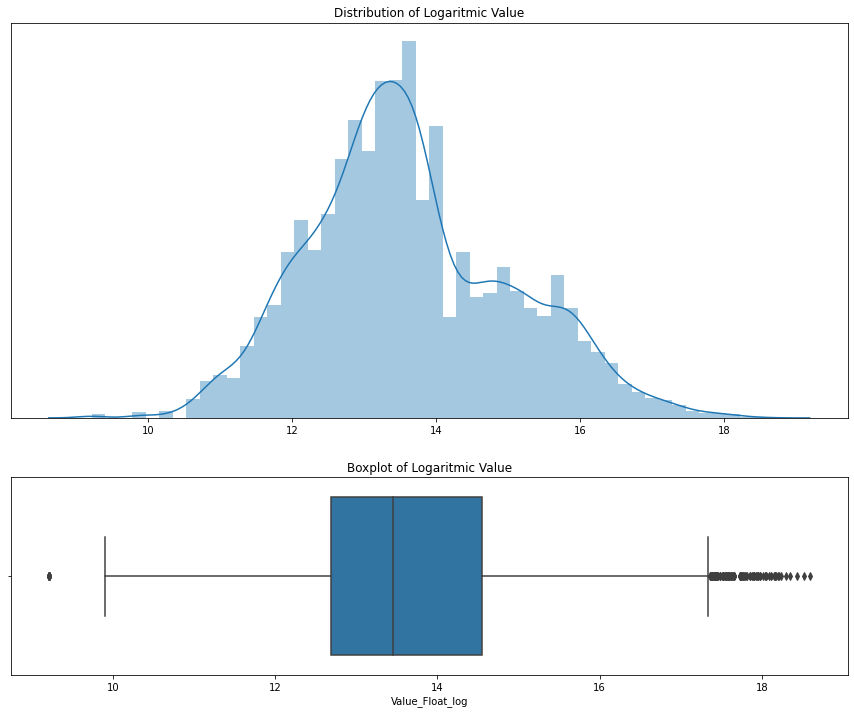 Distribution of Logaritmic Value
10 12 14 16 18
Boxplot of Logaritmic Value
10 12 14 16 18
Value_Float_log